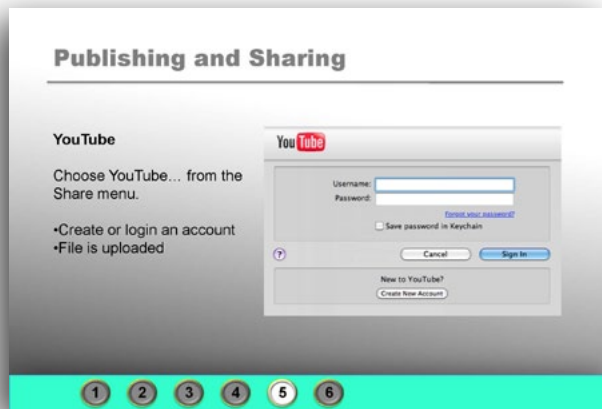 Publishing and Sharing
YouTube
Choose YouTube... from the
Share menu.
•Create or login an account
•File is uploaded
YouTube
Username:
Password:
Forgot your password?
Save password in Keychain
?
Cancel
Sign In
New to YouTube?
Create New Account
1 2 3 4 5 6